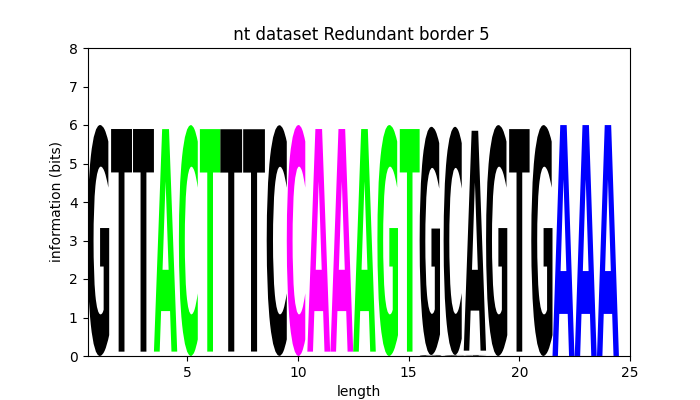 nt dataset Redundant border 5
8
7
6
5
4
3
2
1
0
information (bits)
GTTACTTTCCAAAGTGCAGTGAAA
5 10 15 20 25
length